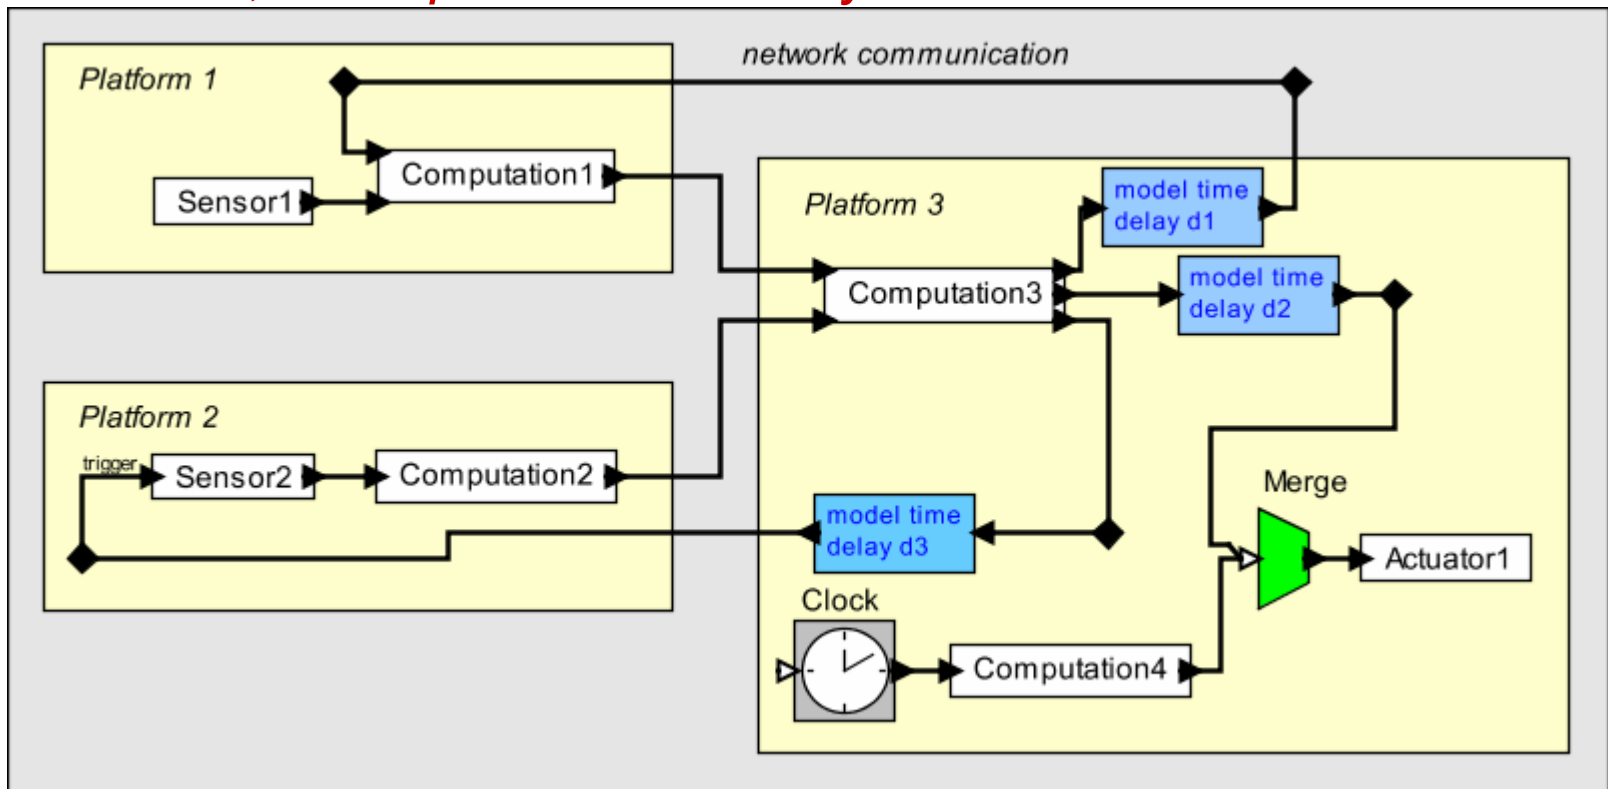 network communication
Platform 1
Computation1
Sensor1
Platform 3
model time
delay d1
Computation3
model time
delay d2
Platform 2
trigger
Sensor2
Computation2
model time
delay d3
Merge
Actuator1
Clock
Computation4